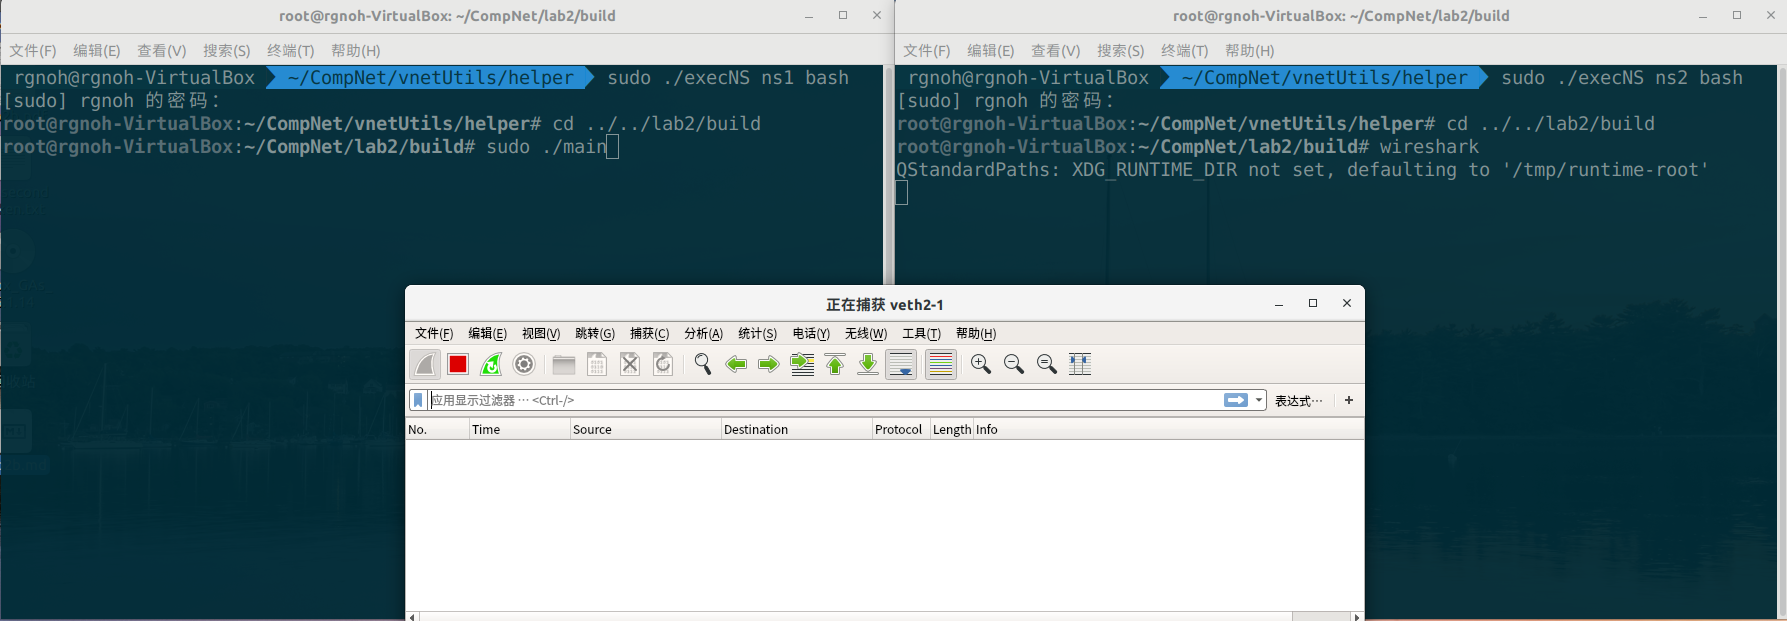 root@rgnoh-VirtualBox: ~/CompNet/lab2/build
文件(F) 编辑(E) 查看(V) 搜索(S) 终端(T) 帮助(H)
rgnoh@rgnoh-VirtualBox ~/CompNet/vnetUtils/helper sudo ./execNS ns1 bash
[sudo] rgnoh 的密码：
root@rgnoh-VirtualBox:~/CompNet/vnetUtils/helper# cd ../../lab2/build
root@rgnoh-VirtualBox:~/CompNet/lab2/build# sudo ./main
root@rgnoh-VirtualBox: ~/CompNet/lab2/build
文件(F) 编辑(E) 查看(V) 搜索(S) 终端(T) 帮助(H)
rgnoh@rgnoh-VirtualBox ~/CompNet/vnetUtils/helper sudo ./execNS ns2 bash
[sudo] rgnoh 的密码：
root@rgnoh-VirtualBox:~/CompNet/vnetUtils/helper# cd ../../lab2/build
root@rgnoh-VirtualBox:~/CompNet/lab2/build# wireshark
QStandardPaths: XDG_RUNTIME_DIR not set, defaulting to '/tmp/runtime-root'
正在捕获 veth2-1
文件(F) 编辑(E) 视图(V) 跳转(G) 捕获(C) 分析(A) 统计(S) 电话(Y) 无线(W) 工具(T) 帮助(H)
应用显示过滤器 … <Ctrl-/> 表达式… +
No. Time Source Destination Protocol Length Info